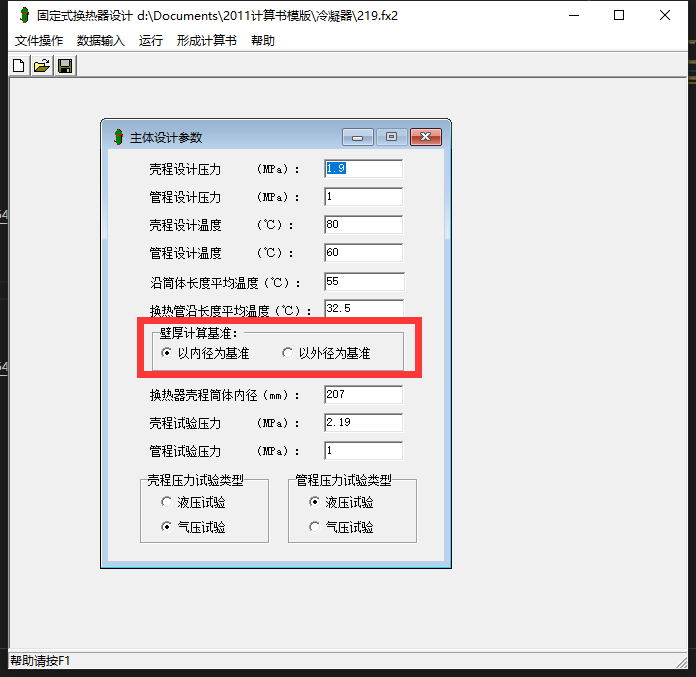 固定式换热器设计 d:\Documents\2011计算书模版\冷凝器\219.fx2
文件操作 数据输入 运行 形成计算书 帮助
主体设计参数
壳程设计压力 (MPa): 1.9
管程设计压力 (MPa): 1
壳程设计温度 (℃): 80
管程设计温度 (℃): 60
沿筒体长度平均温度(℃): 55
换热管沿长度平均温度(℃): 32.5
壁厚计算基准:
以内径为基准 以外径为基准
换热器壳程筒体内径(mm): 207
壳程试验压力 (MPa): 2.19
管程试验压力 (MPa): 1
壳程压力试验类型 管程压力试验类型
液压试验 液压试验
气压试验 气压试验
帮助请按F1